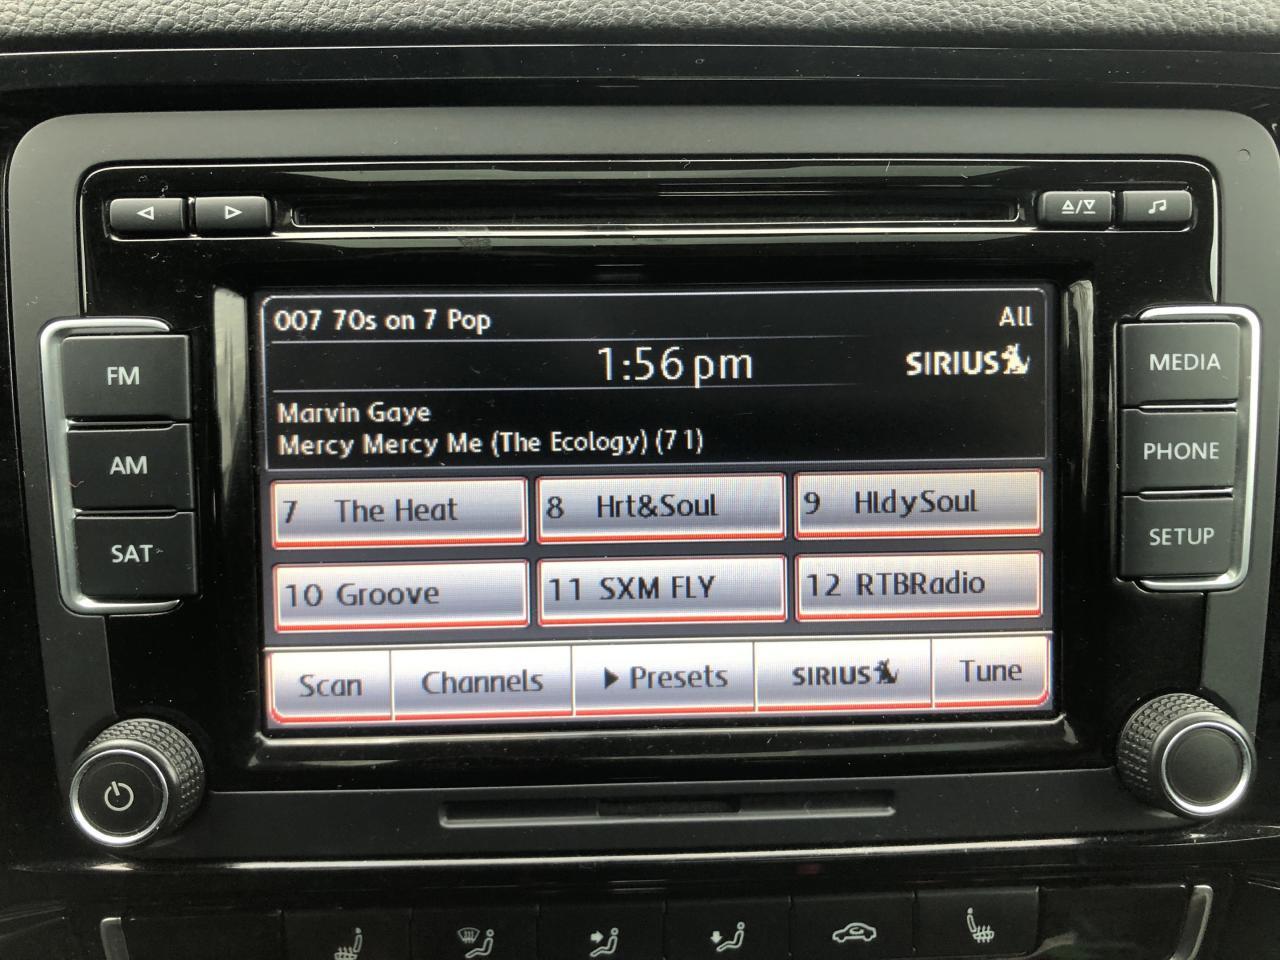 007 70s on 7 Pop All
1:56 pm SIRIUS
Marvin Gaye
Mercy Mercy Me (The Ecology) (71)
7 The Heat 8 Hrt&Soul 9 HldySoul
10 Groove 11 SXM FLY 12 RTBRadio
Scan Channels Presets SIRIUS Tune
FM
AM
SAT
MEDIA
PHONE
SETUP